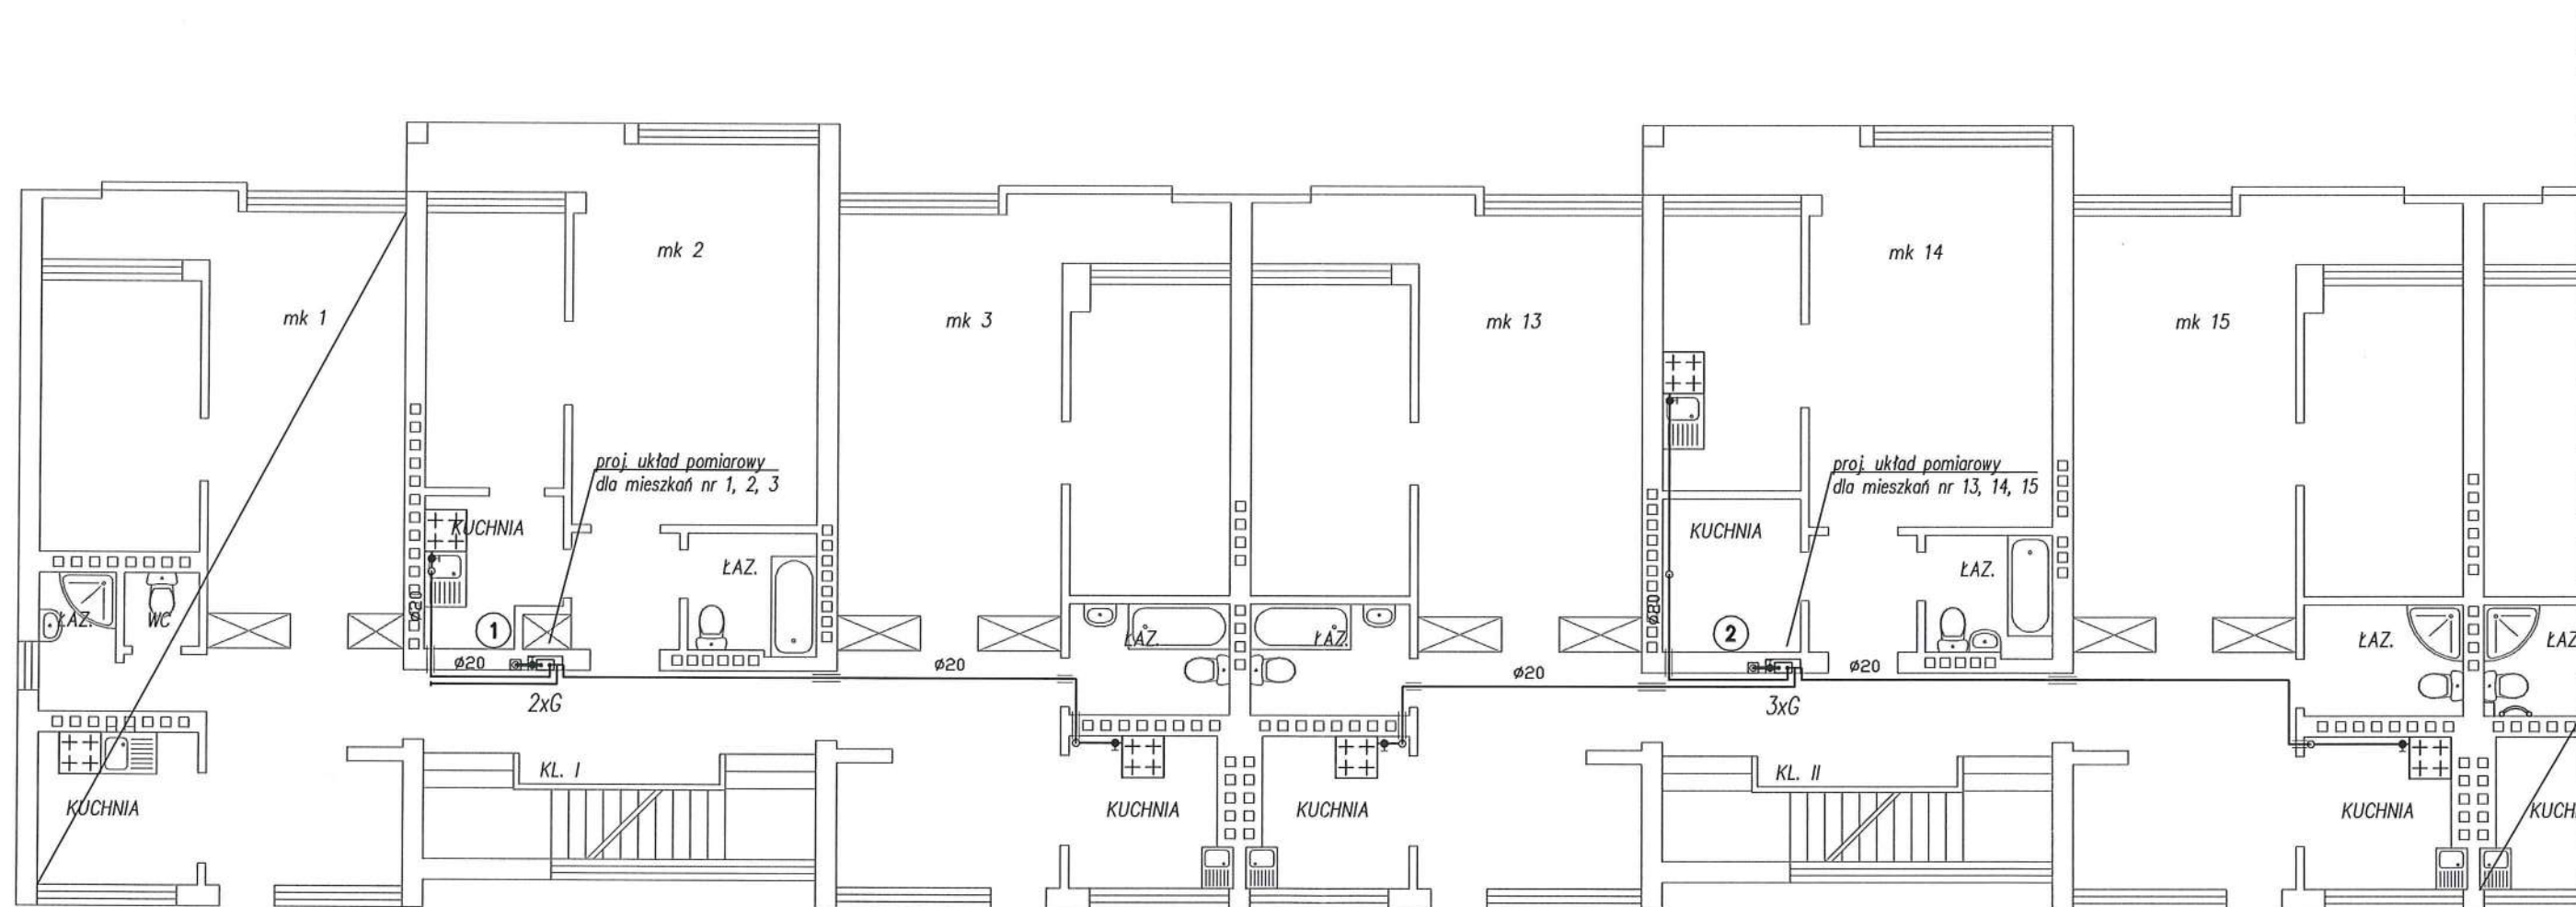 mk 2
mk 14
mk 1
mk 3
mk 13
mk 15
proj. układ pomiarowy
dla mieszkań nr 1, 2, 3
proj. układ pomiarowy
dla mieszkań nr 13, 14, 15
KUCHNIA
KUCHNIA
ŁAZ.
ŁAZ.
ø20
ø20
ŁAZ.
WC
1
2
ŁAZ.
ŁAZ.
ŁAZ.
ŁAZ
ø20
ø20
ø20
ø20
2xG
3xG
KL. I
KL. II
KUCHNIA
KUCHNIA
KUCHNIA
KUCHNIA
KUCH